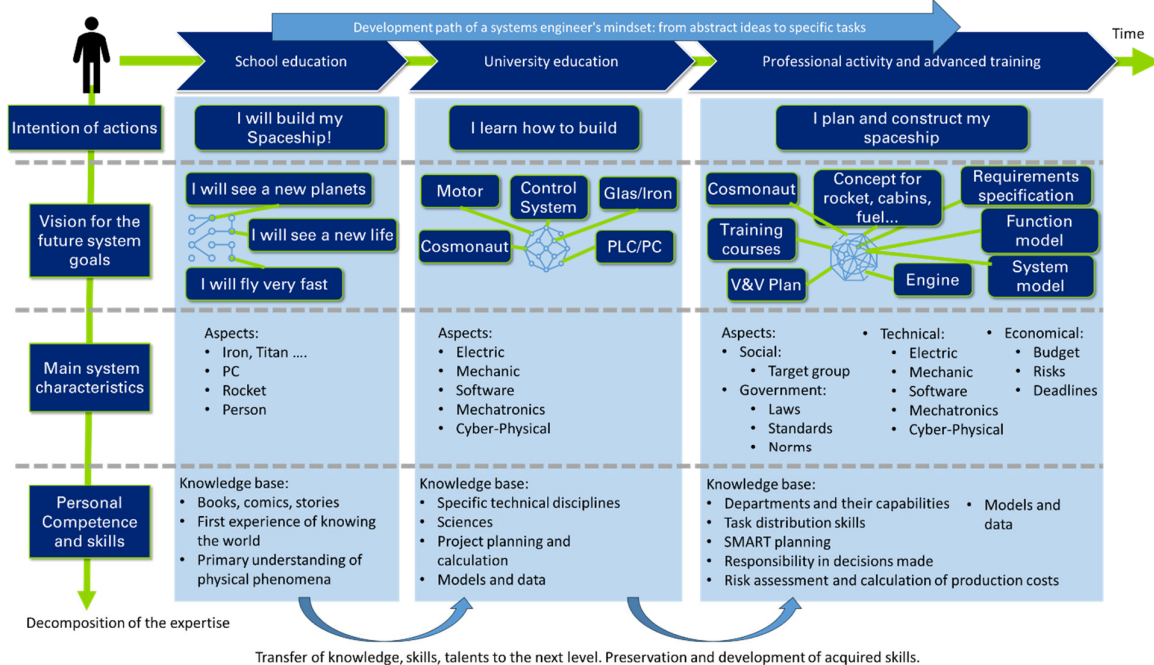 Development path of a systems engineer's mindset: from abstract ideas to specific tasks
Time
School education
University education
Professional activity and advanced training
Intention of actions
I will build my
Spaceship!
I learn how to build
I plan and construct my
spaceship
Vision for the
future system
goals
I will see a new planets
I will see a new life
I will fly very fast
Motor
Control
System
Glas/Iron
Cosmonaut
PLC/PC
Cosmonaut
Concept for
rocket, cabins,
fuel...
Requirements
specification
Training
courses
Function
model
V&V Plan
Engine
System
model
Main system
characteristics
Aspects:
• Iron, Titan ....
• PC
• Rocket
• Person
Aspects:
• Electric
• Mechanic
• Software
• Mechatronics
• Cyber-Physical
Aspects:
• Social:
• Target group
• Government:
• Laws
• Standards
• Norms
• Technical:
• Electric
• Mechanic
• Software
• Mechatronics
• Cyber-Physical
• Economical:
• Budget
• Risks
• Deadlines
Personal
Competence
and skills
Knowledge base:
• Books, comics, stories
• First experience of knowing
the world
• Primary understanding of
physical phenomena
Knowledge base:
• Specific technical disciplines
• Sciences
• Project planning and
calculation
• Models and data
Knowledge base:
• Departments and their capabilities
• Task distribution skills
• SMART planning
• Responsibility in decisions made
• Risk assessment and calculation of production costs
• Models and
data
Decomposition of the expertise
Transfer of knowledge, skills, talents to the next level. Preservation and development of acquired skills.